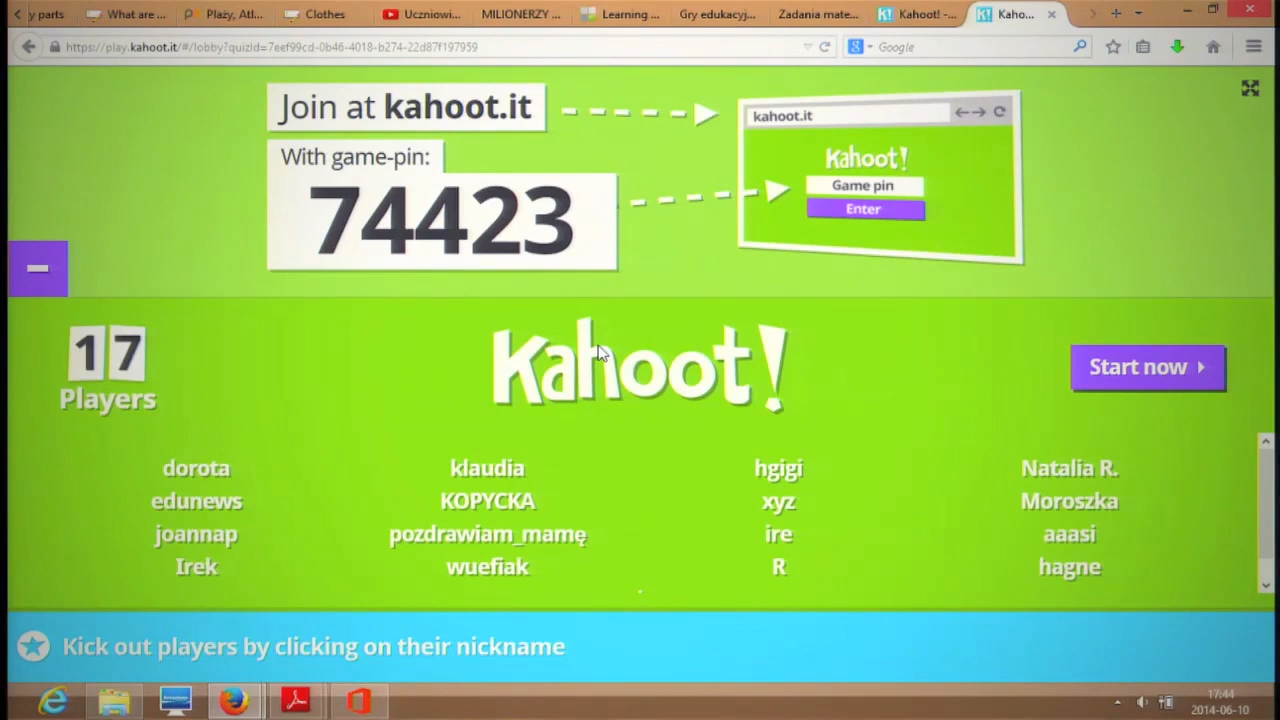 y parts
What are ...
Plaży, Atl...
Clothes
Uczniowi...
MILIONERZY ...
Learning ...
Gry edukacyj...
Zadania mate...
Kahoot! -...
Kaho...
https://play.kahoot.it/#/lobby?quizId=7eef99cd-0b46-4018-b274-22d87f197959
Google
Join at kahoot.it
With game-pin:
74423
kahoot.it
Kahoot!
Game pin
Enter
17
Players
Kahoot!
Start now
dorota klaudia hgigi Natalia R.
edunews KOPYCKA xyz Moroszka
joannap pozdrawiam_mamę ire aaasi
Irek wuefiak R hagne
Kick out players by clicking on their nickname
17:44
2014-06-10